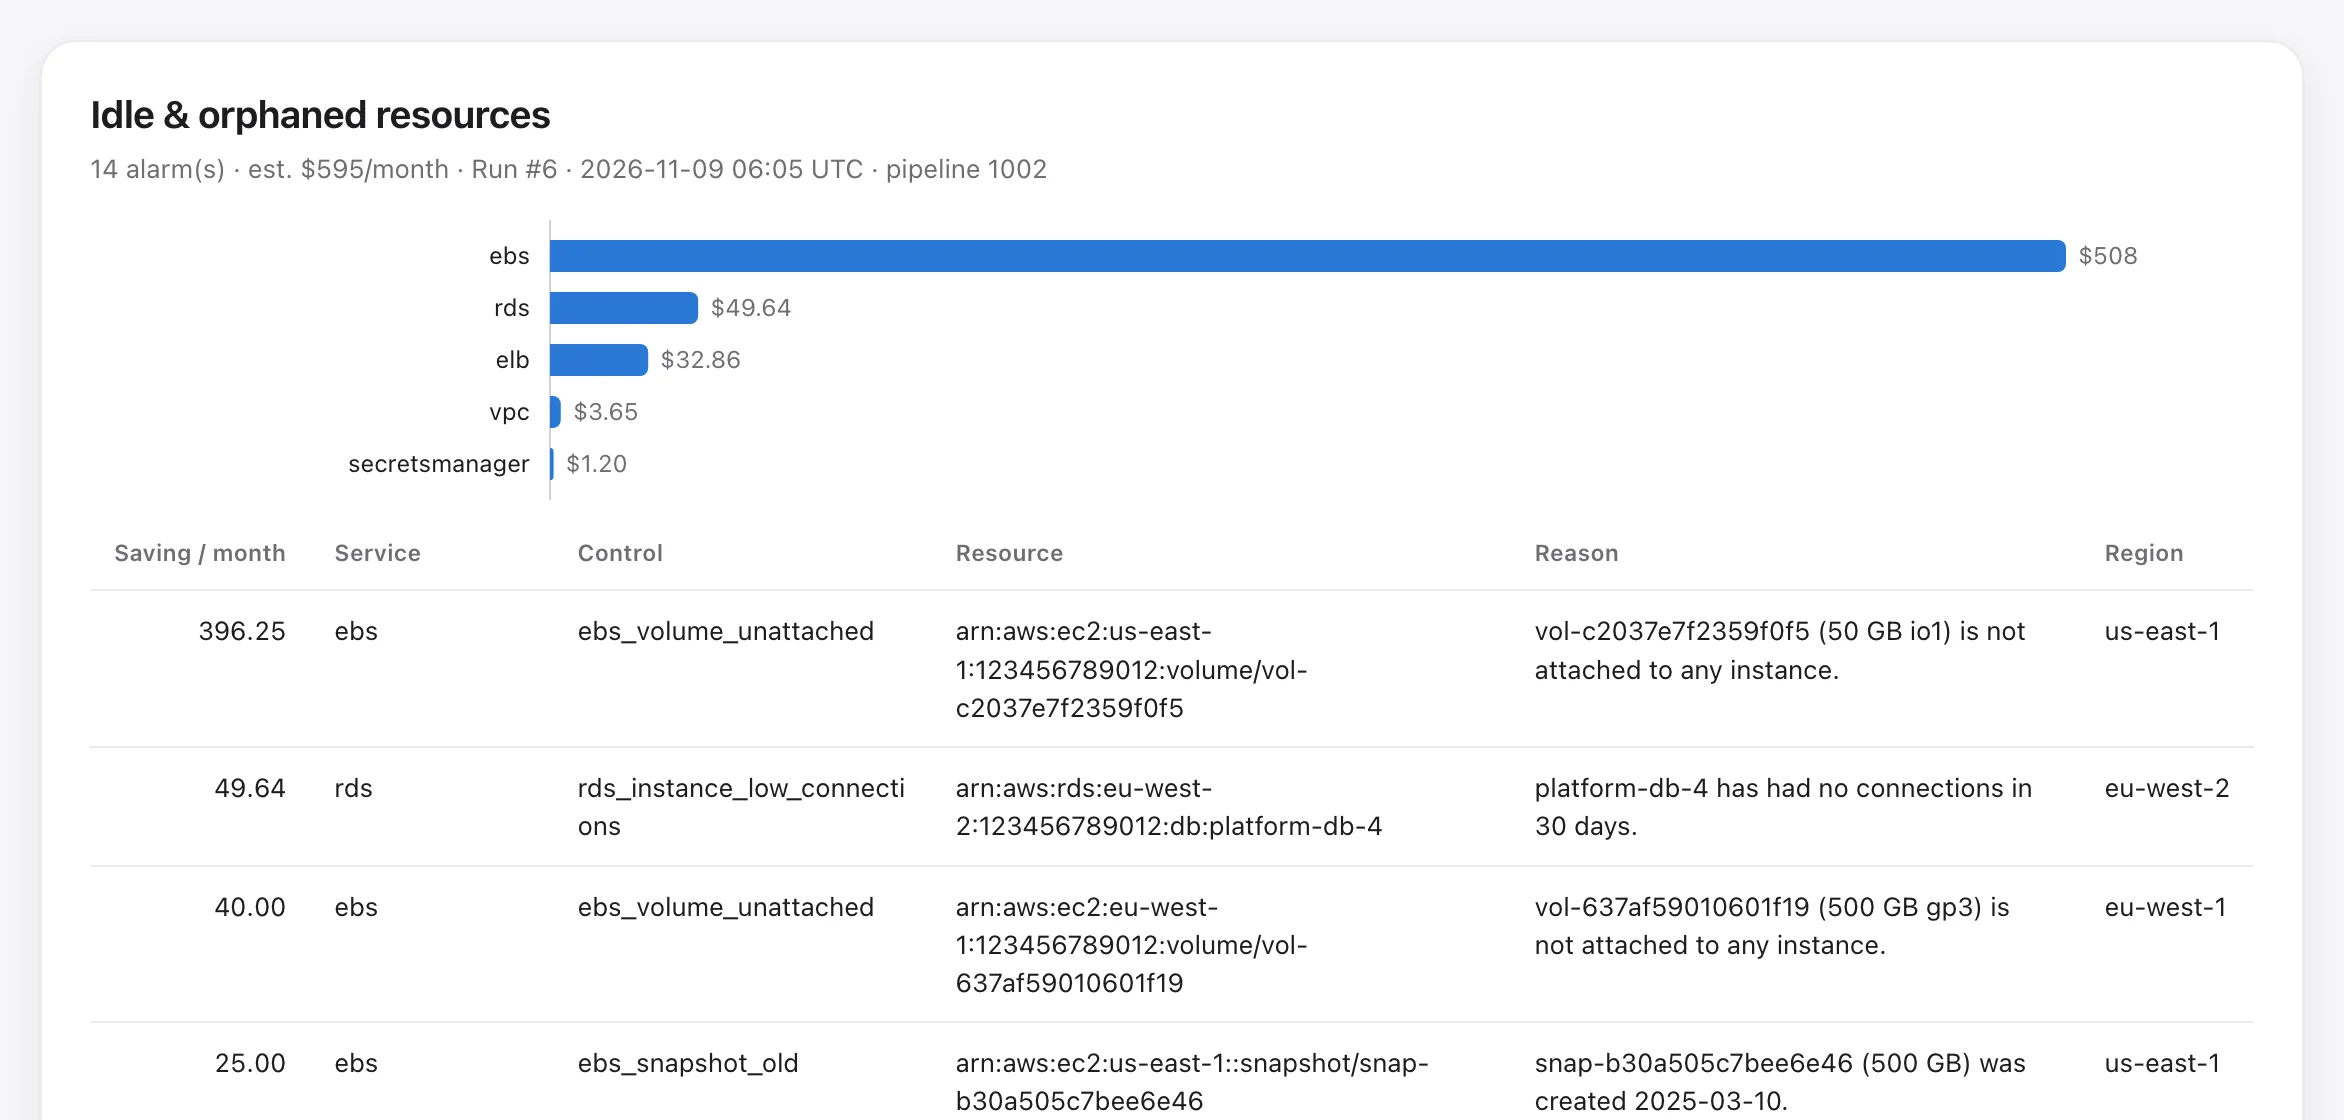 Idle & orphaned resources
14 alarm(s) · est. $595/month · Run #6 · 2026-11-09 06:05 UTC · pipeline 1002
ebs $508
rds $49.64
elb $32.86
vpc $3.65
secretsmanager $1.20
Saving / month Service Control Resource Reason Region
396.25 ebs ebs_volume_unattached arn:aws:ec2:us-east- vol-c2037e7f2359f0f5 (50 GB io1) is not us-east-1
1:123456789012:volume/vol- attached to any instance.
c2037e7f2359f0f5
49.64 rds rds_instance_low_connecti arn:aws:rds:eu-west- platform-db-4 has had no connections in eu-west-2
ons 2:123456789012:db:platform-db-4 30 days.
40.00 ebs ebs_volume_unattached arn:aws:ec2:eu-west- vol-637af59010601f19 (500 GB gp3) is eu-west-1
1:123456789012:volume/vol- not attached to any instance.
637af59010601f19
25.00 ebs ebs_snapshot_old arn:aws:ec2:us-east-1::snapshot/snap- snap-b30a505c7bee6e46 (500 GB) was us-east-1
b30a505c7bee6e46 created 2025-03-10.